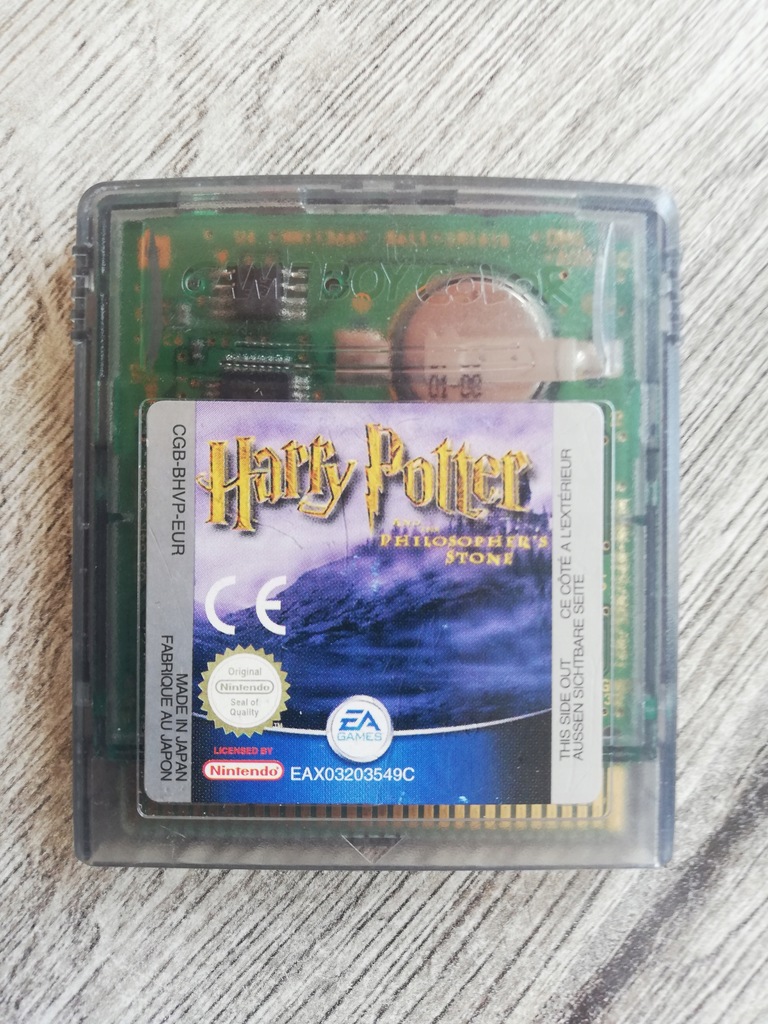 GAME BOY COLOR
CGB-BHVP-EUR
Harry Potter
AND THE
PHILOSOPHER'S
STONE
CE
Original
Nintendo
Seal of
Quality
LICENSED BY
Nintendo
EA
GAMES
EAX03203549C
MADE IN JAPAN
FABRIQUE AU JAPON
THIS SIDE OUT CE CÔTÉ A L'EXTÉRIEUR
AUSSEN SICHTBARE SEITE